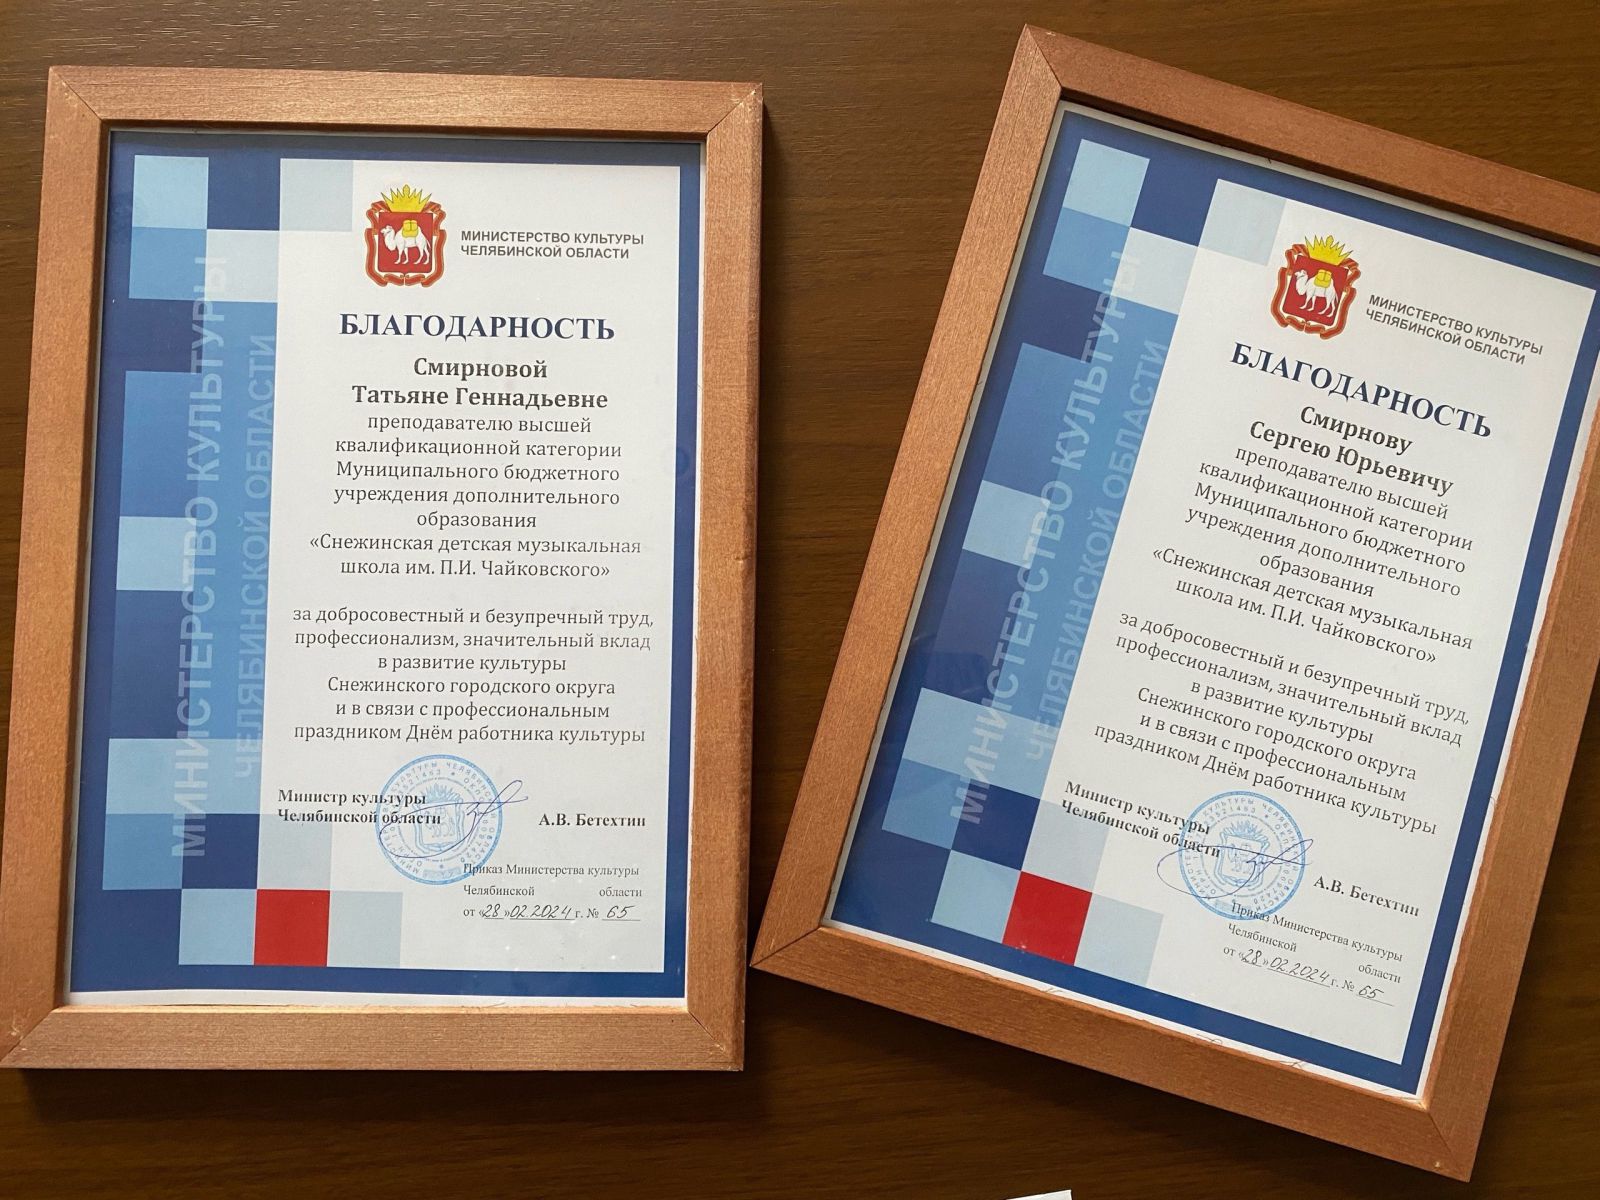 МИНИСТЕРСТВО КУЛЬТУРЫ
ЧЕЛЯБИНСКОЙ ОБЛАСТИ
МИНИСТЕРСТВО КУЛЬТУРЫ
ЧЕЛЯБИНСКОЙ ОБЛАСТИ
БЛАГОДАРНОСТЬ
Смирновой
Татьяне Геннадьевне
преподавателю высшей
квалификационной категории
Муниципального бюджетного
учреждения дополнительного
образования
«Снежинская детская музыкальная
школа им. П.И. Чайковского»
за добросовестный и безупречный труд,
профессионализм, значительный вклад
в развитие культуры
Снежинского городского округа
и в связи с профессиональным
праздником Днём работника культуры
Министр культуры
Челябинской области
А.В. Бетехтин
Приказ Министерства культуры
Челябинской области
от «28»02.2024 г. № 65
МИНИСТЕРСТВО КУЛЬТУРЫ
ЧЕЛЯБИНСКОЙ ОБЛАСТИ
МИНИСТЕРСТВО КУЛЬТУРЫ
ЧЕЛЯБИНСКОЙ ОБЛАСТИ
БЛАГОДАРНОСТЬ
Смирнову
Сергею Юрьевичу
преподавателю высшей
квалификационной категории
Муниципального бюджетного
учреждения дополнительного
образования
«Снежинская детская музыкальная
школа им. П.И. Чайковского»
за добросовестный и безупречный труд,
профессионализм, значительный вклад
в развитие культуры
Снежинского городского округа
и в связи с профессиональным
праздником Днём работника культуры
Министр культуры
Челябинской области
А.В. Бетехтин
Приказ Министерства культуры
Челябинской области
от «28»02.2024 г. № 65